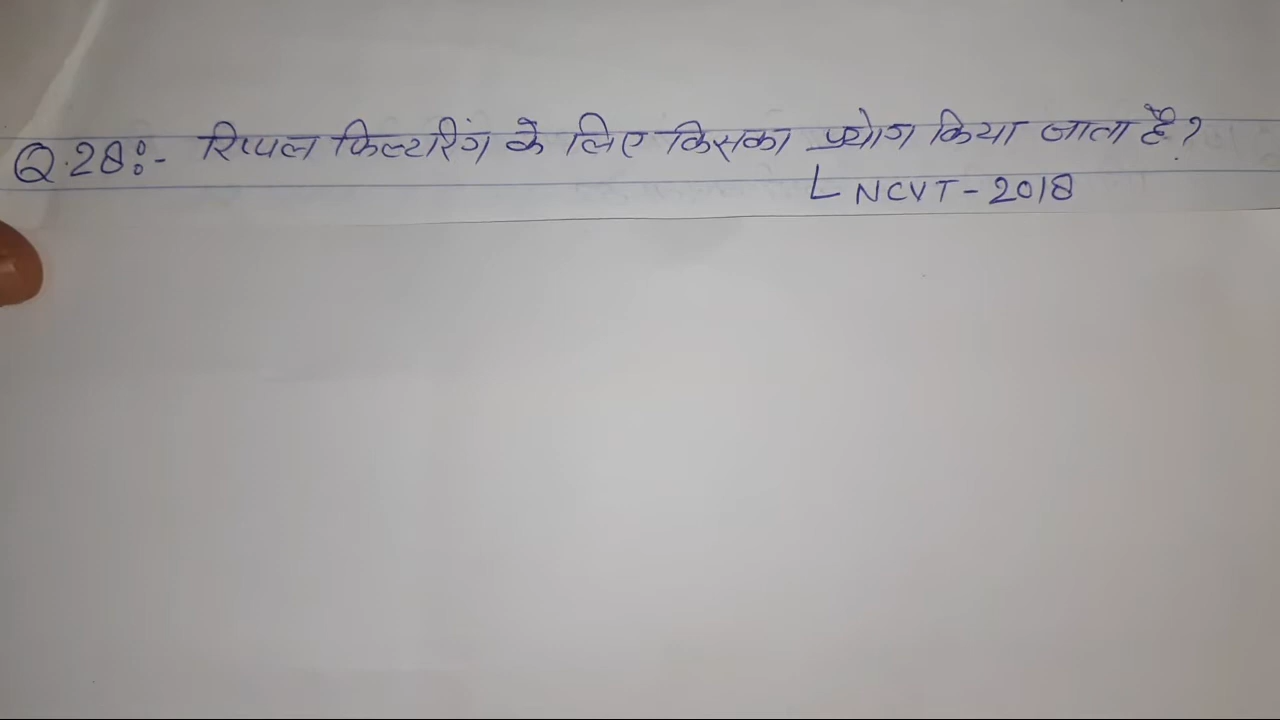 Q.28:- रिपल फिल्टरिंग के लिए किसका प्रयोग किया जाता है?
L NCVT-2018